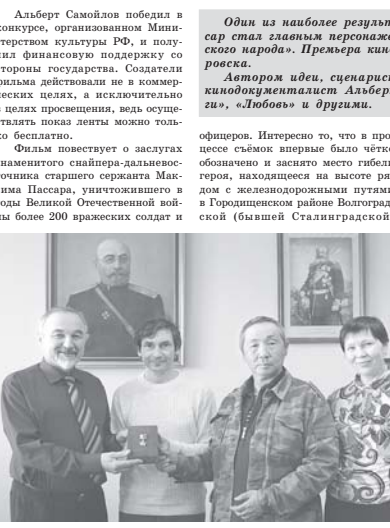 Альберт Самойлов победил в
конкурсе, организованном Мини-
терством культуры РФ, и полу-
чил финансовую поддержку со
стороны государства. Создатели
фильма действовали не в коммер-
ческих целях, а исключительно
в целях просвещения, ведь осуще-
ствлять показ ленты можно толь-
ко бесплатно.
Фильм повествует о заслугах
знаменитого снайпера-дальневос-
точника старшего сержанта Мак-
сима Пассара, уничтожившего в
годы Великой Отечественной вой-
ны более 200 вражеских солдат и
Один из наиболее результ
сар стал главным персонаже
ского народа». Премьера кин
ровска.
Автором идеи, сценарист
кинодокументалист Альбер
ги», «Любовь» и другими.
офицеров. Интересно то, что в про
цессе съёмок впервые было чётк
обозначено и заснято место гибел
героя, находящееся на высоте ря
дом с железнодорожными путями
в Городищенском районе Волгоград
ской (бывшей Сталинградской